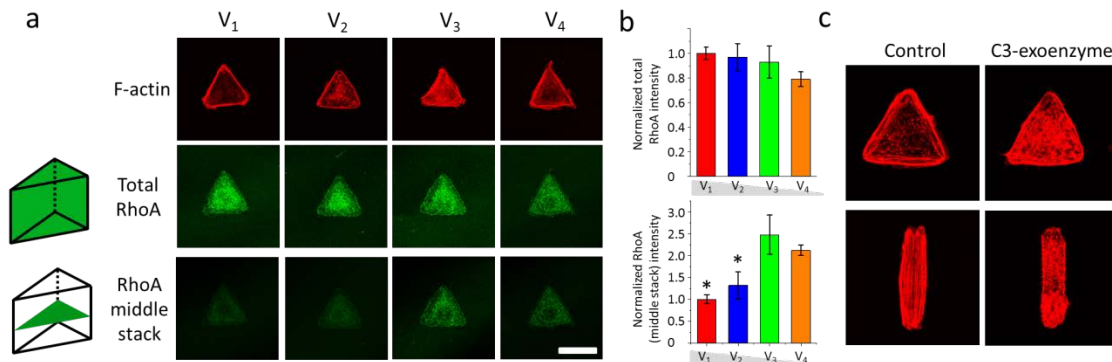 a
V1 V2 V3 V4
F-actin
Total
RhoA
RhoA
middle
stack
b
Normalized total
RhoA intensity
1.0
0.8
0.6
0.4
0.2
0
V1 V2 V3 V4
Normalized RhoA
(middle stack) intensity
3.0
2.5
2.0
1.5
1.0
0.5
0
* *
V1 V2 V3 V4
c
Control C3-exoenzyme